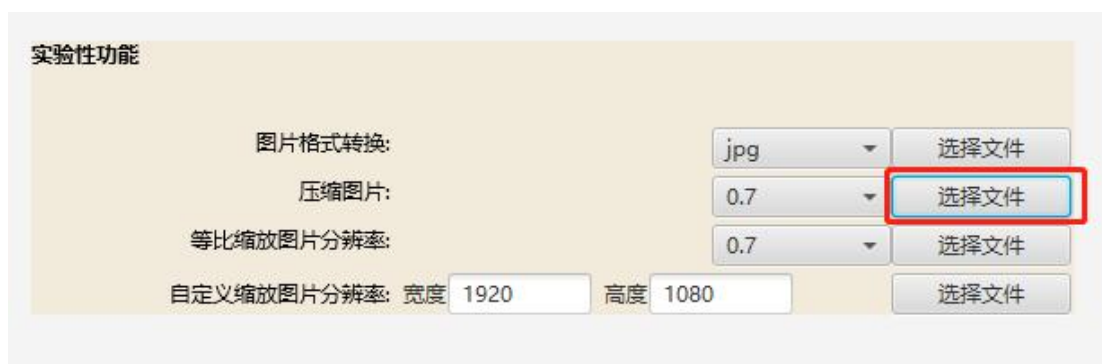 实验性功能
图片格式转换: jpg 选择文件
压缩图片: 0.7 选择文件
等比缩放图片分辨率: 0.7 选择文件
自定义缩放图片分辨率: 宽度 1920 高度 1080 选择文件